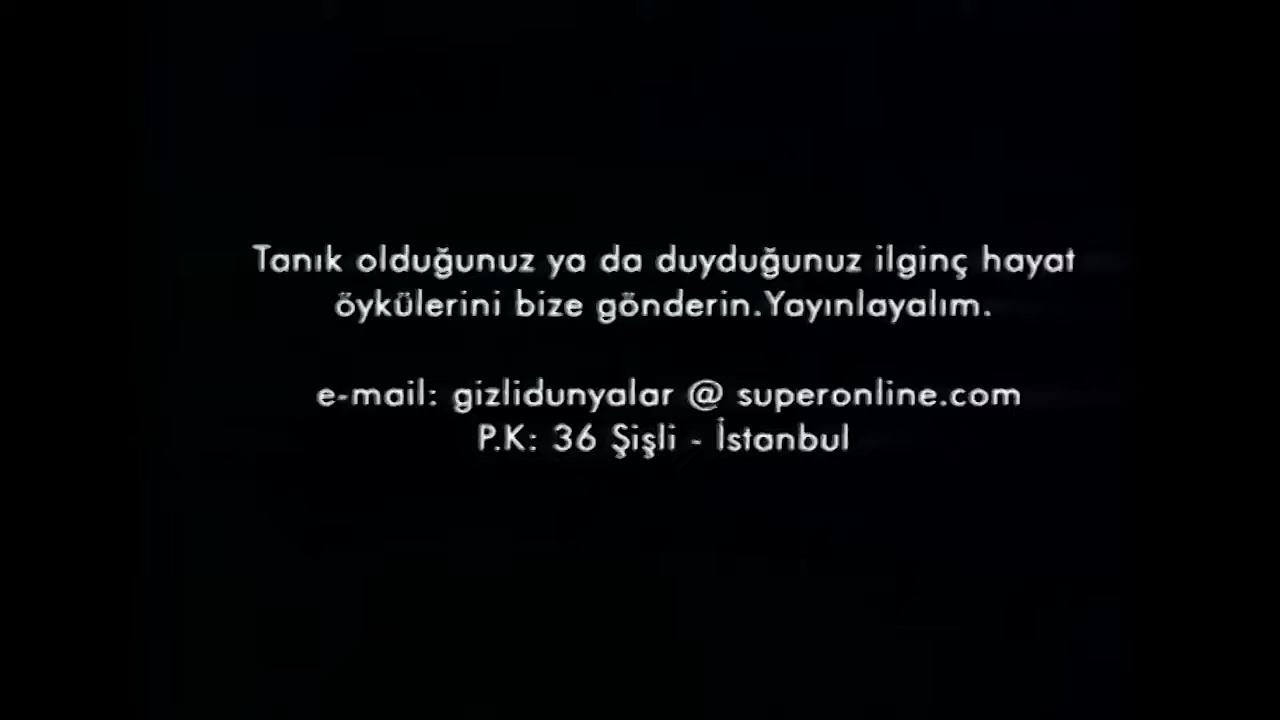 Tanık olduğunuz ya da duyduğunuz ilginç hayat
öykülerini bize gönderin.Yayınlayalım.
e-mail: gizlidunyalar @ superonline.com
P.K: 36 Şişli - İstanbul